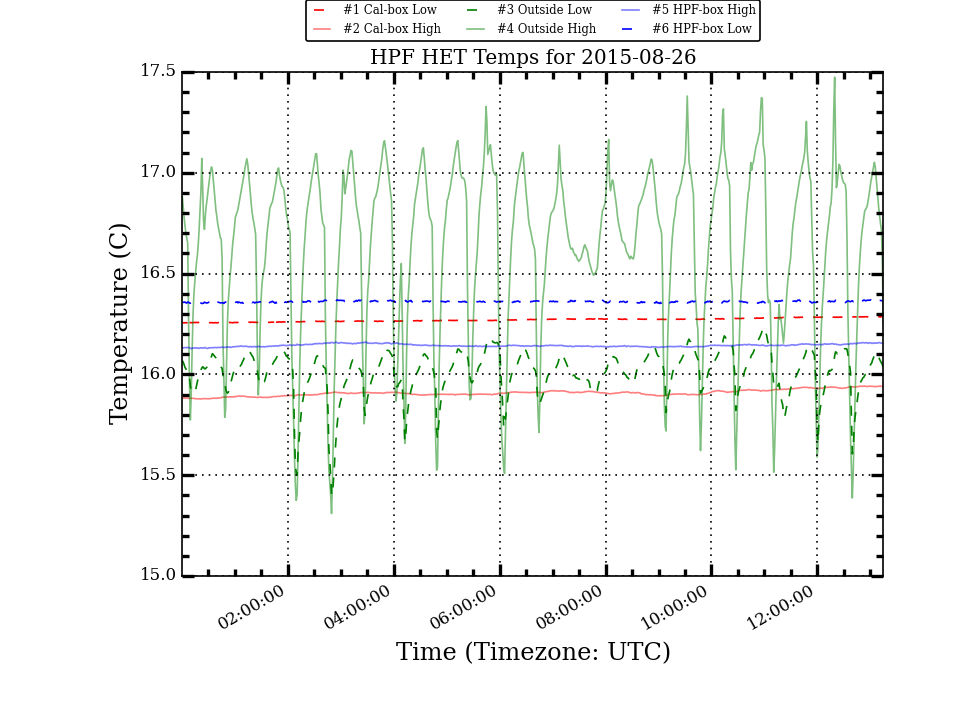 #1 Cal-box Low #3 Outside Low #5 HPF-box High
#2 Cal-box High #4 Outside High #6 HPF-box Low
HPF HET Temps for 2015-08-26
17.5
17.0
16.5
16.0
15.5
15.0
Temperature (C)
02:00:00 04:00:00 06:00:00 08:00:00 10:00:00 12:00:00
Time (Timezone: UTC)